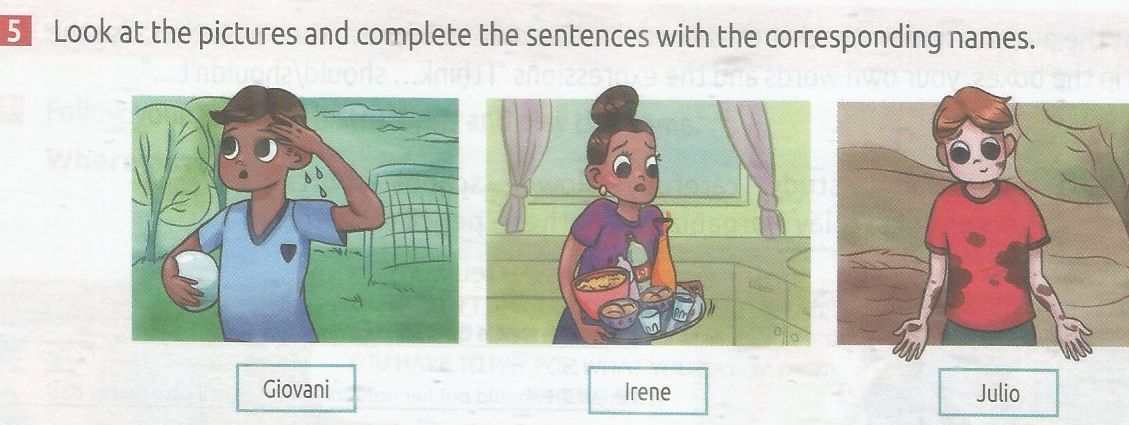 5 Look at the pictures and complete the sentences with the corresponding names.
Giovani
Irene
Julio